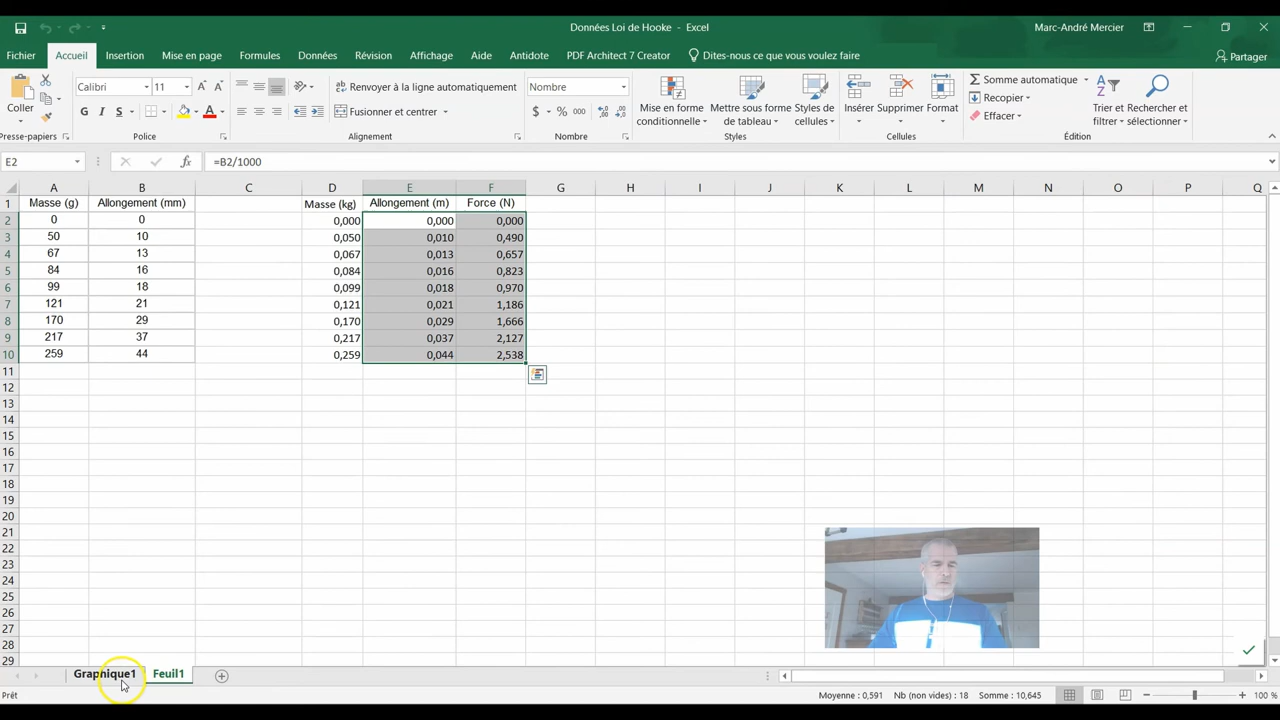 Données Loi de Hooke - Excel
Marc-André Mercier
Fichier Accueil Insertion Mise en page Formules Données Révision Affichage Aide Antidote PDF Architect 7 Creator Dites-nous ce que vous voulez faire Partager
Coller
Calibri 11
Renvoyer à la ligne automatiquement
Nombre
Mise en forme conditionnelle
Mettre sous forme de tableau
Styles de cellules
Insérer Supprimer Format
Somme automatique
Recopier
Effacer
Trier et filtrer
Rechercher et sélectionner
G I S
Fusionner et centrer
$ % 000
Presse-papiers Police Alignement Nombre Styles Cellules Édition
E2 fx =B2/1000
A B C D E F G H I J K L M N O P Q
1 Masse (g) Allongement (mm) Masse (kg) Allongement (m) Force (N)
2 0 0 0,000 0,000 0,000
3 50 10 0,050 0,010 0,490
4 67 13 0,067 0,013 0,657
5 84 16 0,084 0,016 0,823
6 99 18 0,099 0,018 0,970
7 121 21 0,121 0,021 1,186
8 170 29 0,170 0,029 1,666
9 217 37 0,217 0,037 2,127
10 259 44 0,259 0,044 2,538
11
12
13
14
15
16
17
18
19
20
21
22
23
24
25
26
27
28
29
Graphique1 Feuil1
Prêt Moyenne : 0,591 Nb (non vides) : 18 Somme : 10,645 100 %